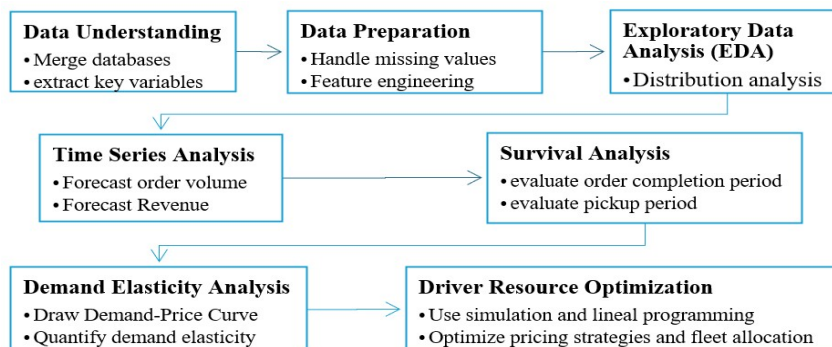 Data Understanding
• Merge databases
• extract key variables
Data Preparation
• Handle missing values
• Feature engineering
Exploratory Data
Analysis (EDA)
• Distribution analysis
Time Series Analysis
• Forecast order volume
• Forecast Revenue
Survival Analysis
• evaluate order completion period
• evaluate pickup period
Demand Elasticity Analysis
• Draw Demand-Price Curve
• Quantify demand elasticity
Driver Resource Optimization
• Use simulation and lineal programming
• Optimize pricing strategies and fleet allocation